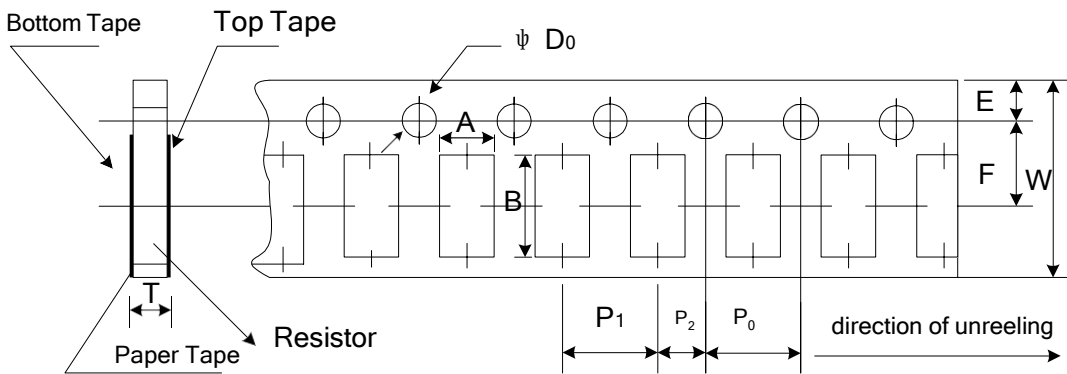 Bottom Tape
Top Tape
ψ D0
E
A
F
W
B
T
P1
P2
P0
Resistor
direction of unreeling
Paper Tape